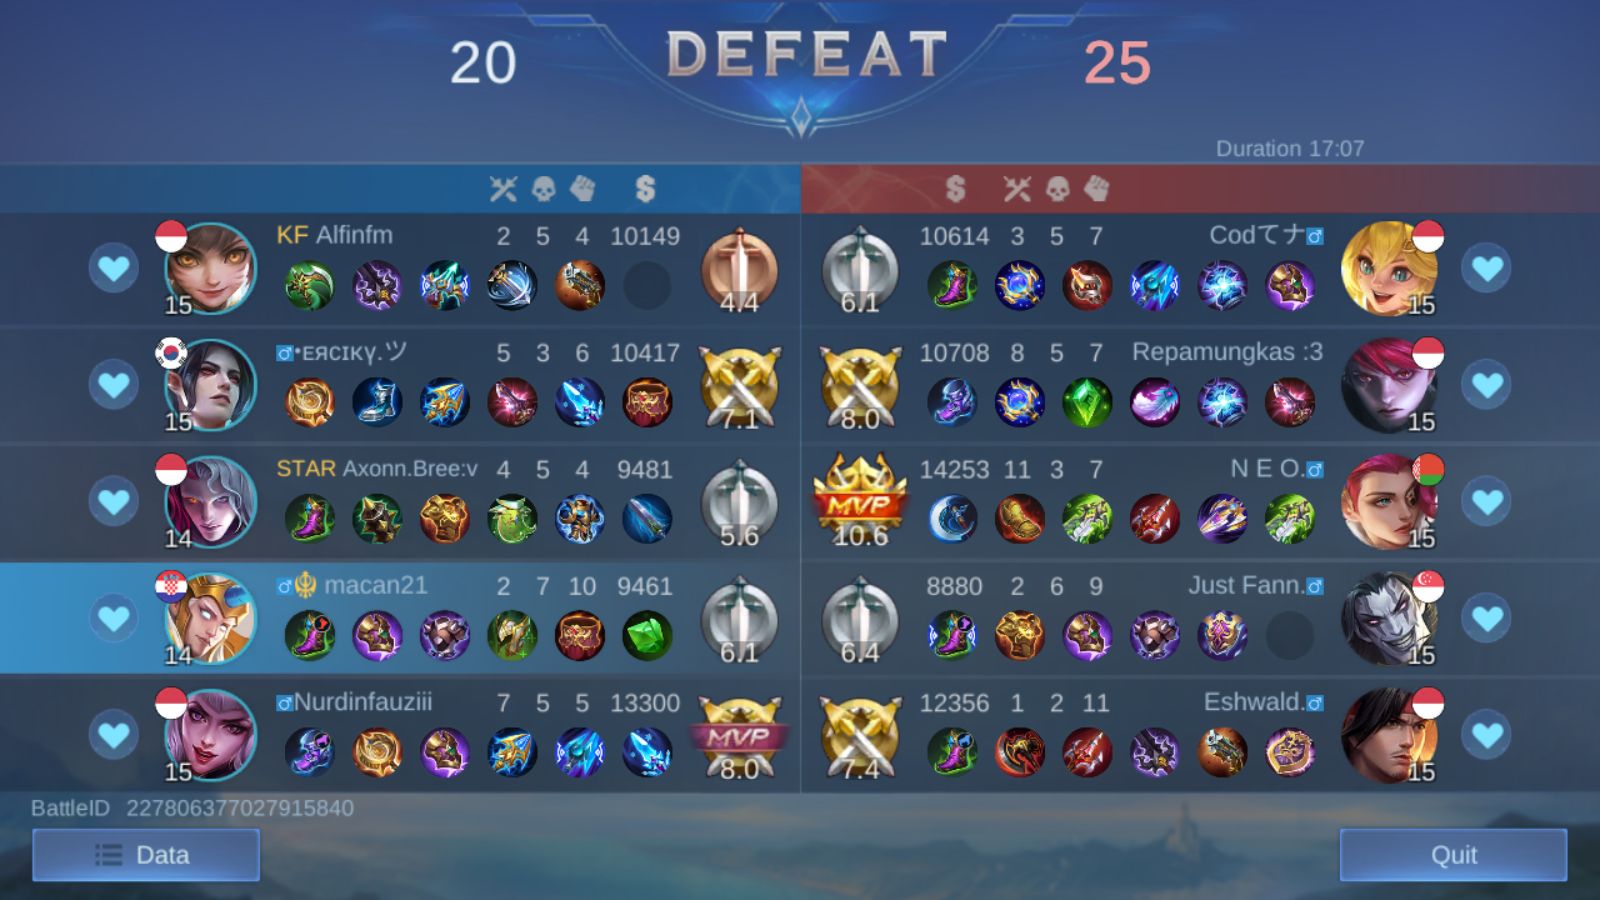 20 DEFEAT 25
Duration 17:07
KF Alfinfm 2 5 4 10149
15 4.4
10614 3 5 7 Codてナ♂
6.1 15
♂•ᴇᴙᴄɪᴋγ.ツ 5 3 6 10417
15 7.1
10708 8 5 7 Repamungkas :3
8.0 15
STAR Axonn.Bree:v 4 5 4 9481
14 5.6
14253 11 3 7 N E O.♂
MVP
10.6 15
♂ macan21 2 7 10 9461
14 6.1
8880 2 6 9 Just Fann.♂
6.4 15
♂Nurdinfauziii 7 5 5 13300
MVP
15 8.0
12356 1 2 11 Eshwald.♂
7.4 15
BattleID 227806377027915840
Data
Quit